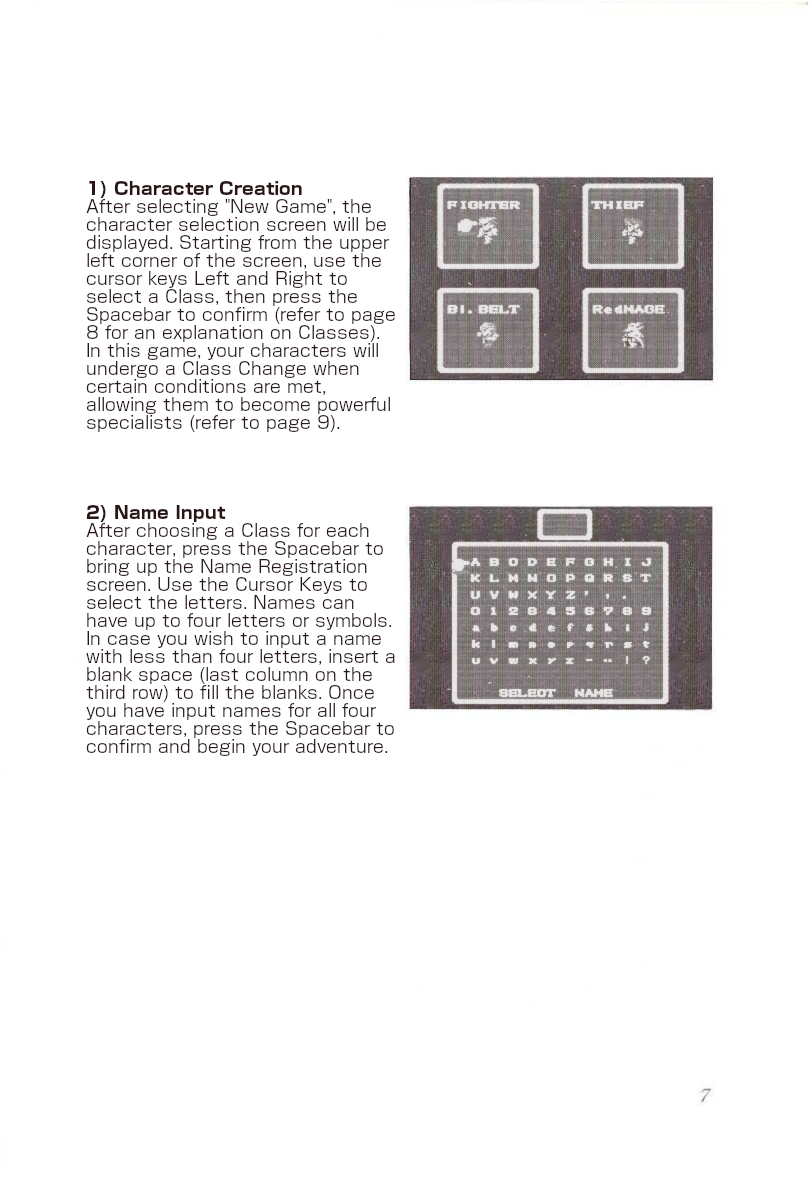 1) Character Creation
After selecting "New Game", the
character selection screen will be
displayed. Starting from the upper
left corner of the screen, use the
cursor keys Left and Right to
select a Class, then press the
Spacebar to confirm (refer to page
8 for an explanation on Classes).
In this game, your characters will
undergo a Class Change when
certain conditions are met,
allowing them to become powerful
specialists (refer to page 9).
FIGHTER
THIEF
Bl. BELT
RedMAGE
2) Name Input
After choosing a Class for each
character, press the Spacebar to
bring up the Name Registration
screen. Use the Cursor Keys to
select the letters. Names can
have up to four letters or symbols.
In case you wish to input a name
with less than four letters, insert a
blank space (last column on the
third row) to fill the blanks. Once
you have input names for all four
characters, press the Spacebar to
confirm and begin your adventure.
A B C D E F G H I J
K L M N O P Q R S T
U V W X Y Z ' , .
0 1 2 3 4 5 6 7 8 9
a b c d e f g h i j
k l m n o p q r s t
u v w x y z - .. ! ?
SELECT NAME
7